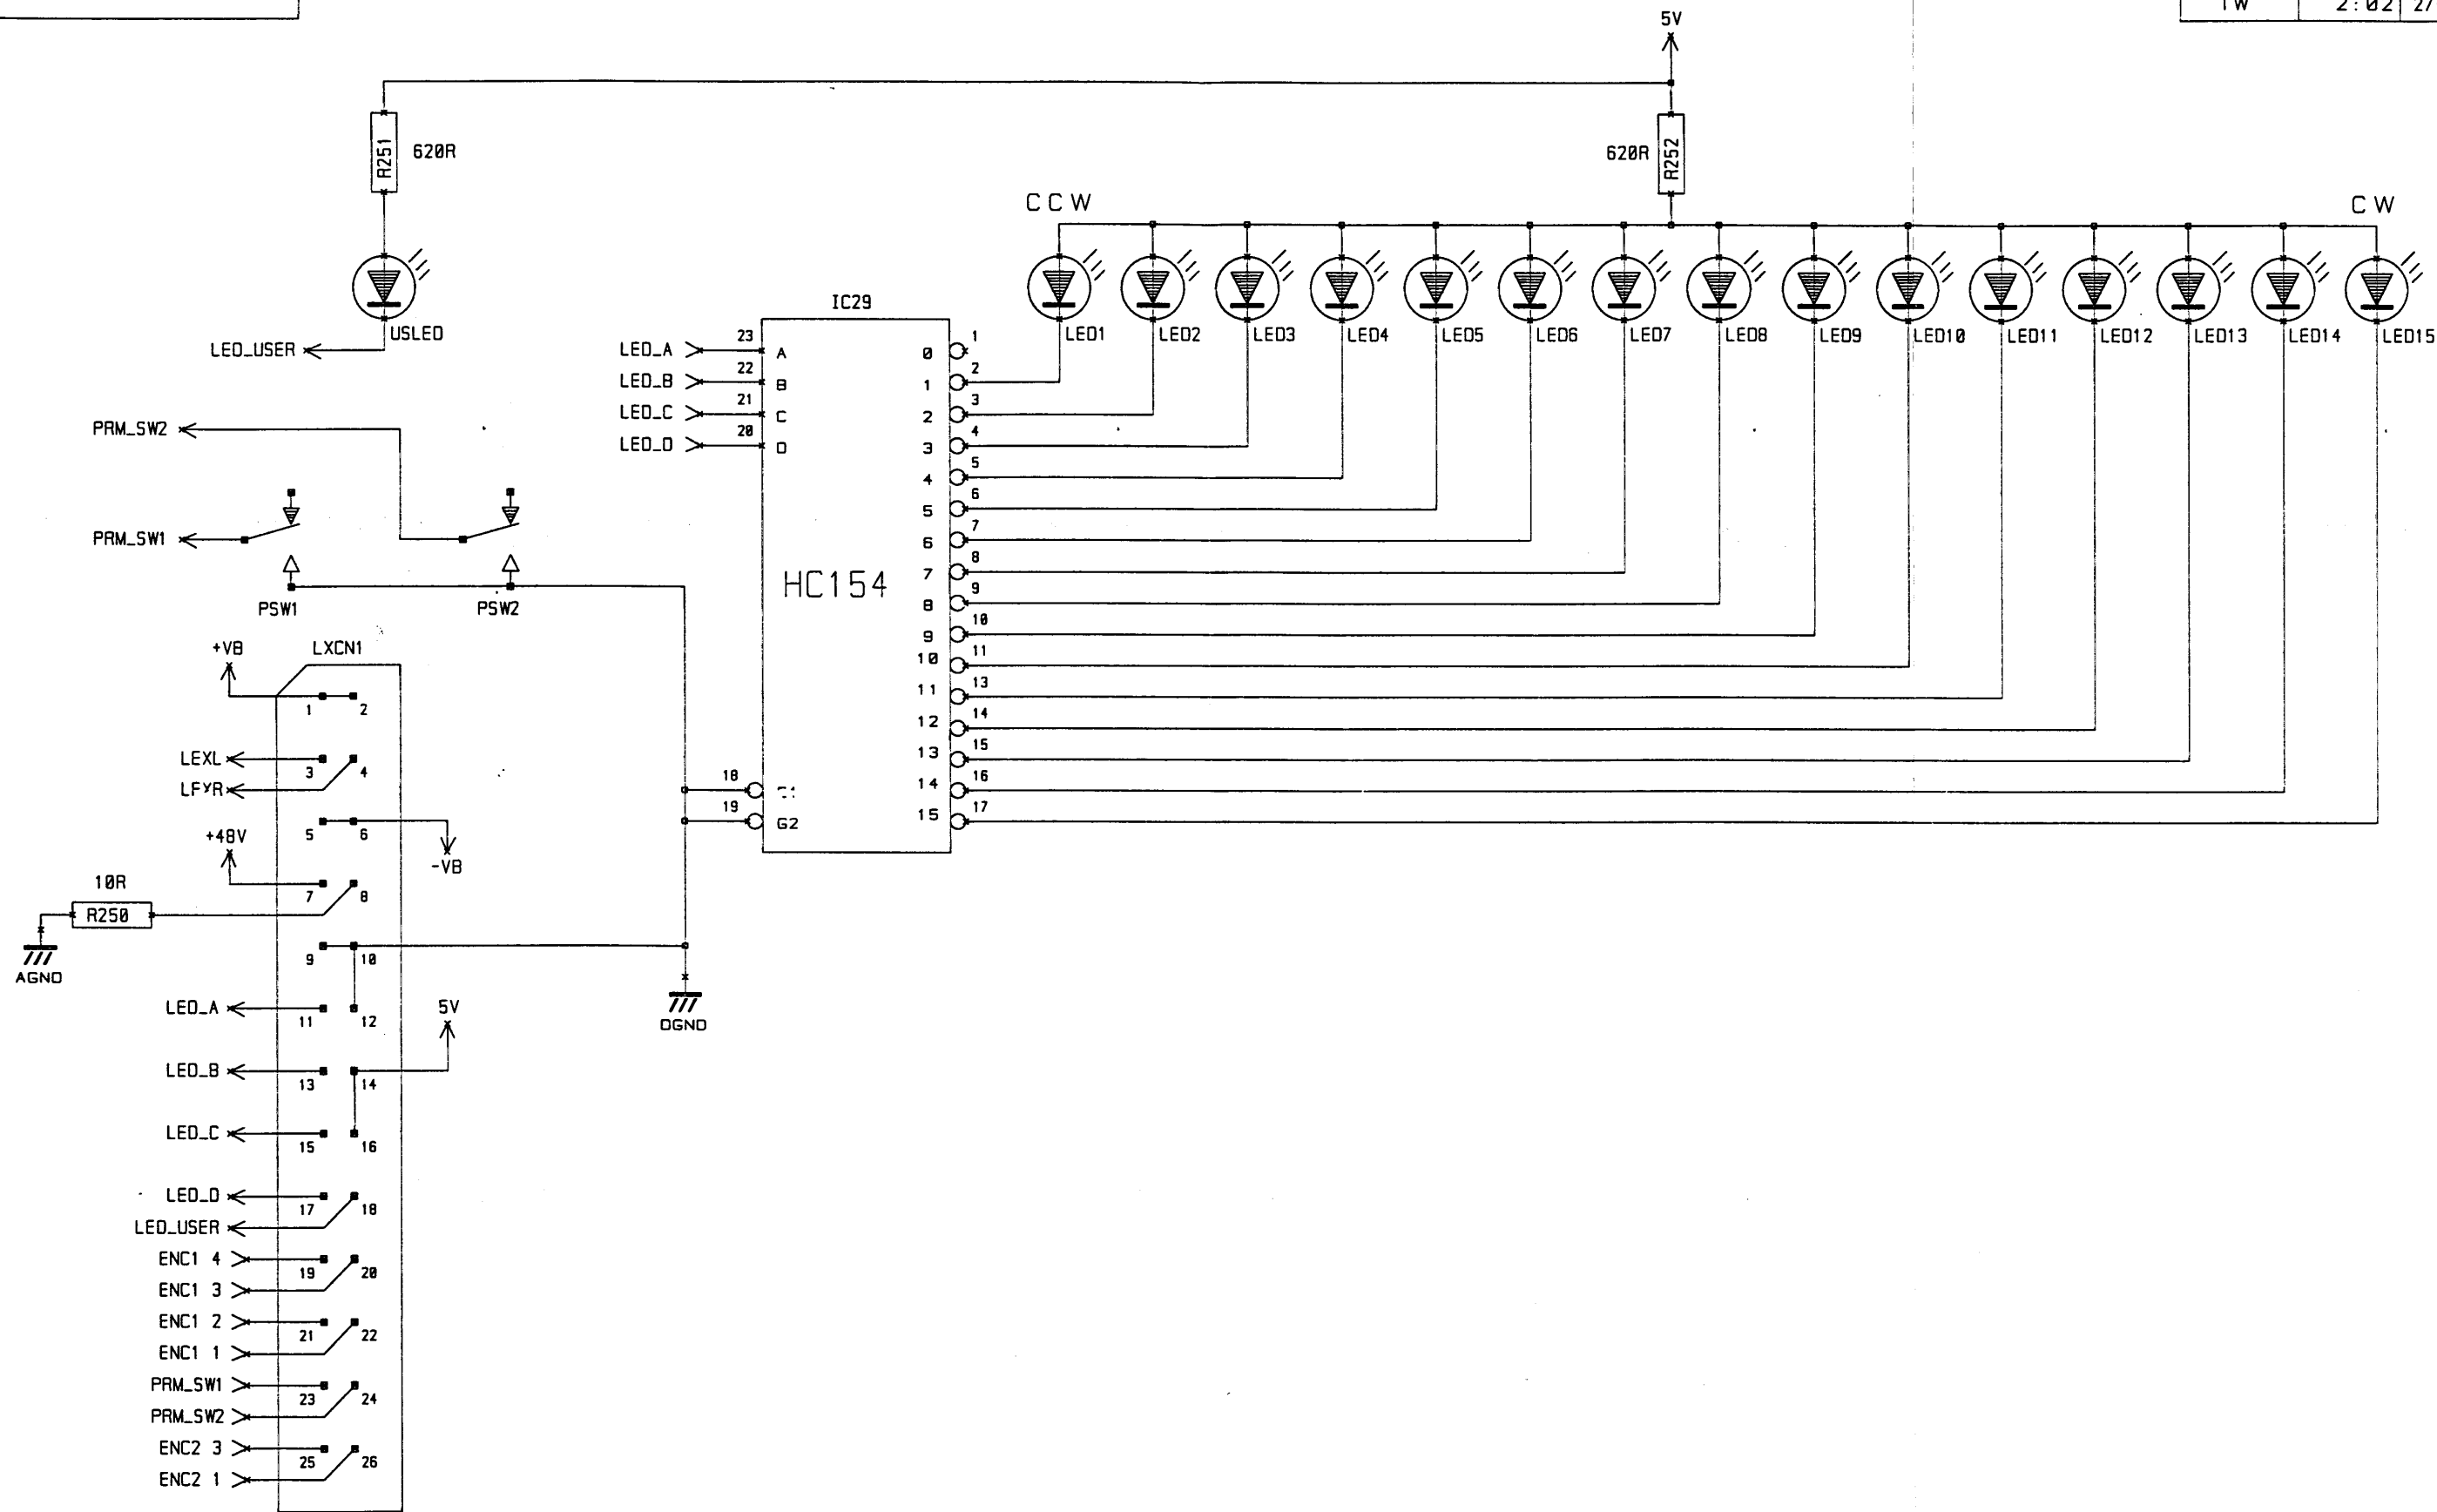 TW 2:02 27
5V
R251 620R
620R R252
CCW CW
USLED
LED_USER
IC29
LED1 LED2 LED3 LED4 LED5 LED6 LED7 LED8 LED9 LED10 LED11 LED12 LED13 LED14 LED15
LED_A 23 A 0 1
LED_B 22 B 1 2
LED_C 21 C 2 3
LED_D 20 D 3 4
4 5
5 6
6 7
7 8
8 9
9 10
10 11
11 13
12 14
13 15
14 16
15 17
HC154
18
19 G2
PRM_SW2
PRM_SW1
PSW1 PSW2
+VB LXCN1
1 2
LEXL 3 4
5 6
+48V -VB
7 8
10R
R250
AGND
9 10
DGND
LED_A 11 12
5V
LED_B 13 14
LED_C 15 16
LED_D 17 18
LED_USER
ENC1 4 19 20
ENC1 3
ENC1 2 21 22
ENC1 1
PRM_SW1 23 24
PRM_SW2
ENC2 3 25 26
ENC2 1